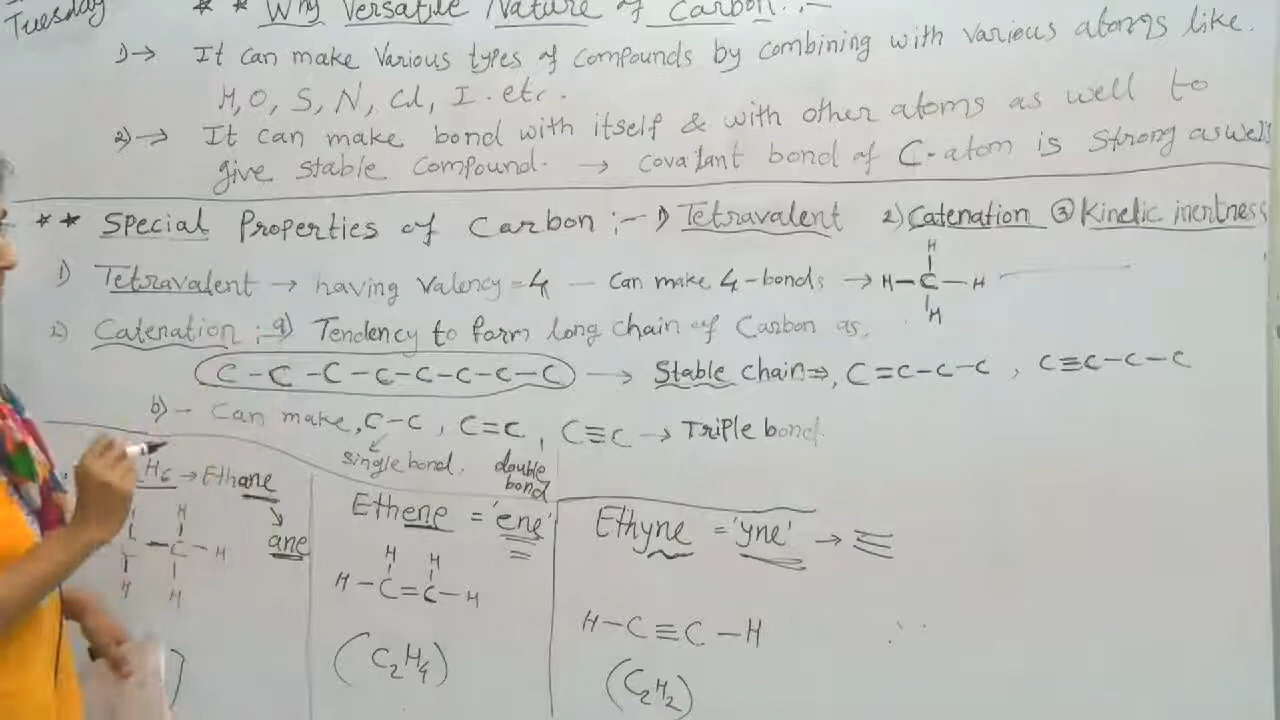 Tuesday
** Why Versatile Nature of Carbon :-
1)→ It can make various types of compounds by combining with various atoms like.
H, O, S, N, Cl, I. etc.
2)→ It can make bond with itself & with other atoms as well to
give stable compound. → covalant bond of C-atom is strong as well
** Special Properties of Carbon :- 1) Tetravalent 2) Catenation ③ Kinetic inertness
1) Tetravalent → having valency = 4 — Can make 4-bonds →
H
H-C-H
H
2) Catenation :- a) Tendency to form long chain of Carbon as.
C-C-C-C-C-C-C-C → Stable chain⇒, C=C-C-C, C≡C-C-C
b) - Can make, C-C, C=C, C≡C → Triple bond.
single bond. double
bond
H6 → Ethane
ane
H
-C-H
H H
Ethene = 'ene'
H H
H-C=C-H
(C2H4)
Ethyne = 'yne' → ≡
H-C≡C-H
(C2H2)